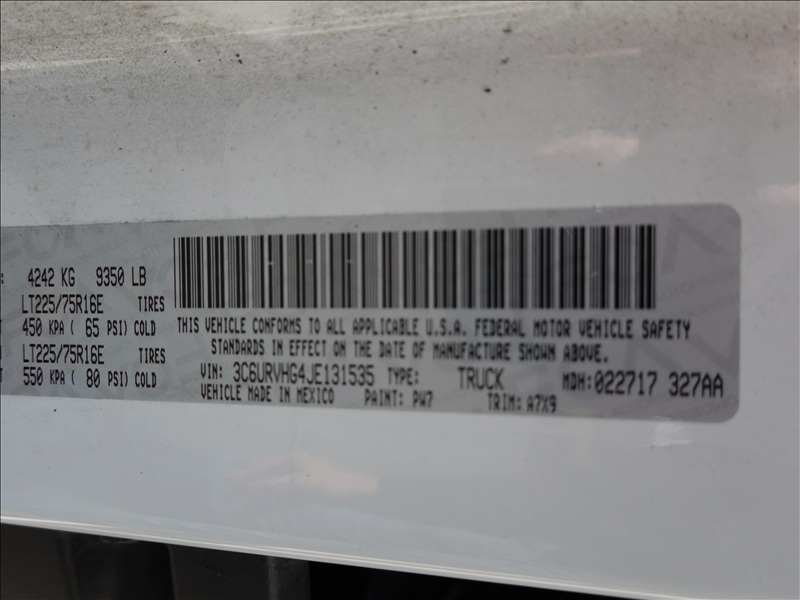 : 4242 KG 9350 LB
LT225/75R16E TIRES
450 KPA ( 65 PSI) COLD
LT225/75R16E TIRES
550 KPA ( 80 PSI) COLD
THIS VEHICLE CONFORMS TO ALL APPLICABLE U.S.A. FEDERAL MOTOR VEHICLE SAFETY
STANDARDS IN EFFECT ON THE DATE OF MANUFACTURE SHOWN ABOVE.
VIN: 3C6URVHG4JE131535 TYPE: TRUCK MDH:022717 327AA
VEHICLE MADE IN MEXICO PAINT: PW7 TRIM: A7X9